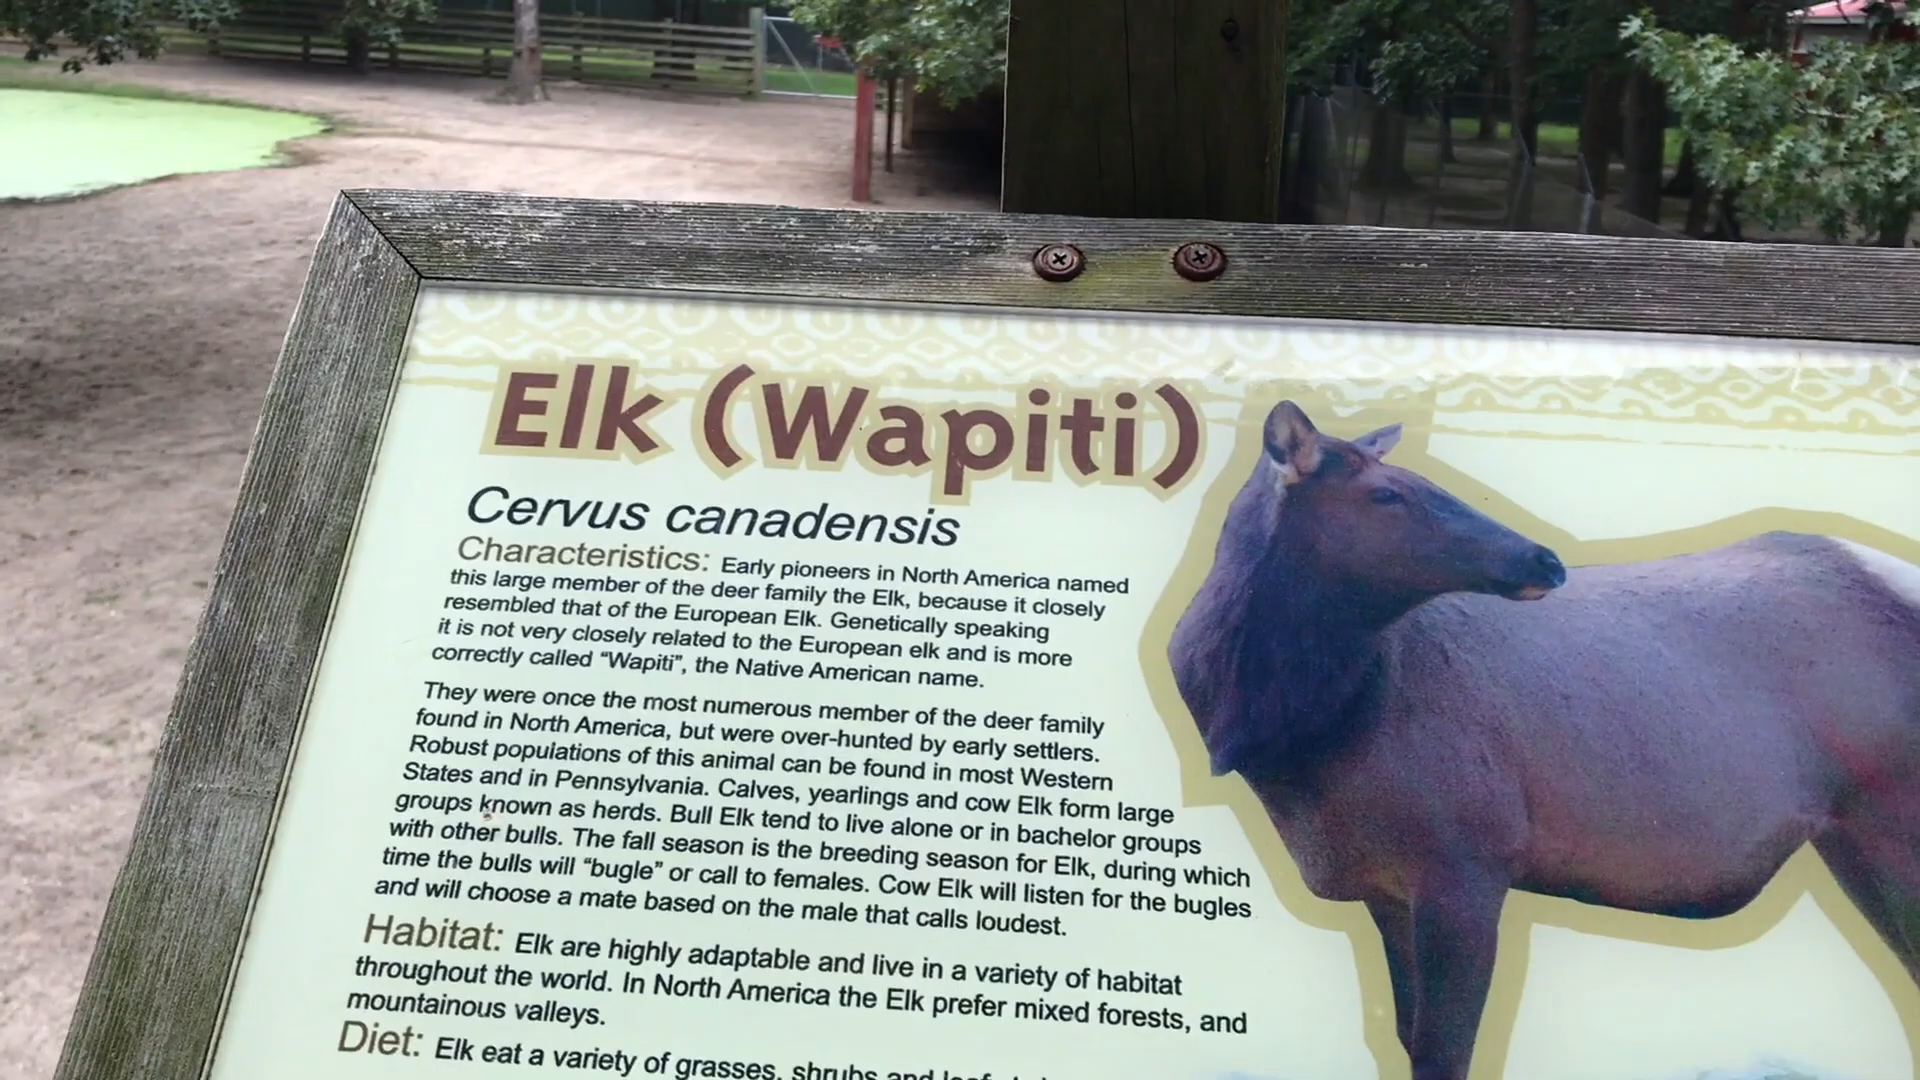 Elk (Wapiti)
Cervus canadensis
Characteristics: Early pioneers in North America named
this large member of the deer family the Elk, because it closely
resembled that of the European Elk. Genetically speaking
it is not very closely related to the European elk and is more
correctly called “Wapiti”, the Native American name.
They were once the most numerous member of the deer family
found in North America, but were over-hunted by early settlers.
Robust populations of this animal can be found in most Western
States and in Pennsylvania. Calves, yearlings and cow Elk form large
groups known as herds. Bull Elk tend to live alone or in bachelor groups
with other bulls. The fall season is the breeding season for Elk, during which
time the bulls will “bugle” or call to females. Cow Elk will listen for the bugles
and will choose a mate based on the male that calls loudest.
Habitat: Elk are highly adaptable and live in a variety of habitat
throughout the world. In North America the Elk prefer mixed forests, and
mountainous valleys.
Diet: Elk eat a variety of grasses, shrubs and